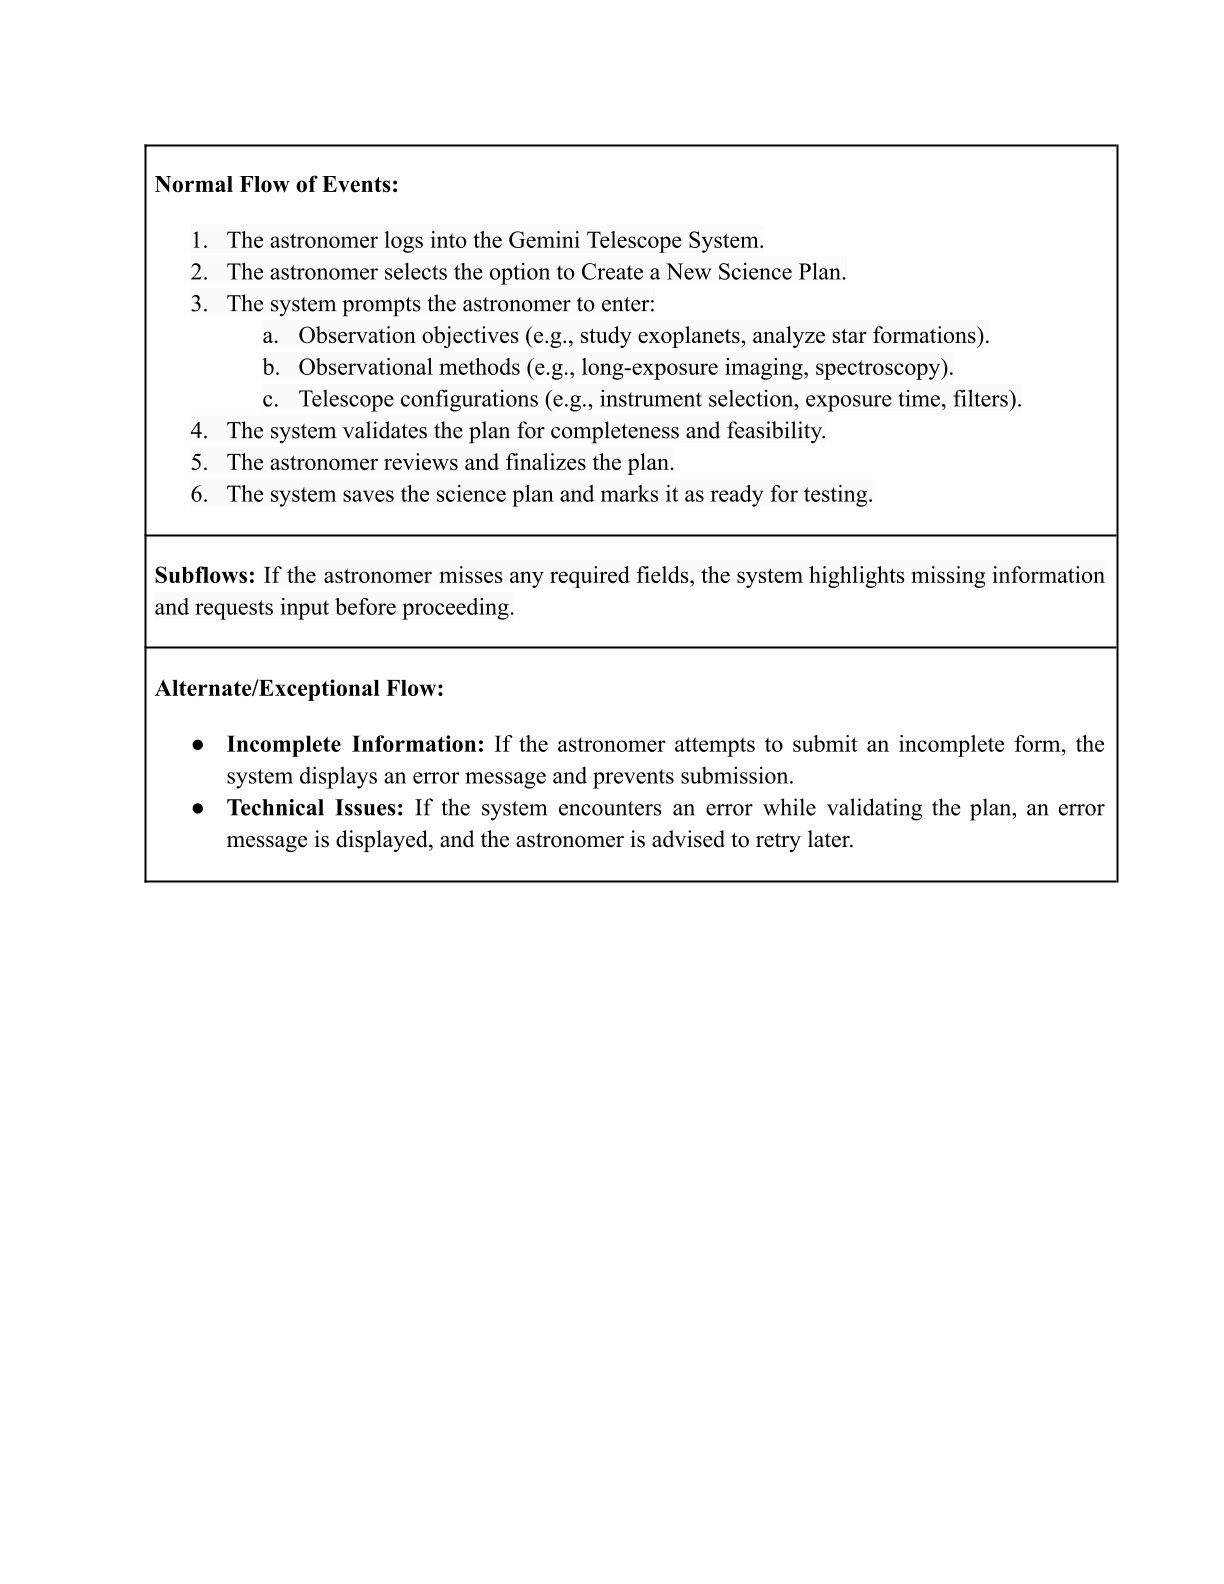 Normal Flow of Events:
1. The astronomer logs into the Gemini Telescope System.
2. The astronomer selects the option to Create a New Science Plan.
3. The system prompts the astronomer to enter:
a. Observation objectives (e.g., study exoplanets, analyze star formations).
b. Observational methods (e.g., long-exposure imaging, spectroscopy).
c. Telescope configurations (e.g., instrument selection, exposure time, filters).
4. The system validates the plan for completeness and feasibility.
5. The astronomer reviews and finalizes the plan.
6. The system saves the science plan and marks it as ready for testing.
Subflows: If the astronomer misses any required fields, the system highlights missing information
and requests input before proceeding.
Alternate/Exceptional Flow:
● Incomplete Information: If the astronomer attempts to submit an incomplete form, the
system displays an error message and prevents submission.
● Technical Issues: If the system encounters an error while validating the plan, an error
message is displayed, and the astronomer is advised to retry later.